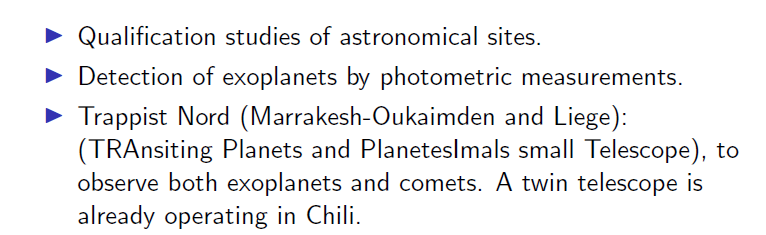 Qualification studies of astronomical sites.
Detection of exoplanets by photometric measurements.
Trappist Nord (Marrakesh-Oukaimden and Liege):
(TRAnsiting Planets and PlanetesImals small Telescope), to
observe both exoplanets and comets. A twin telescope is
already operating in Chili.